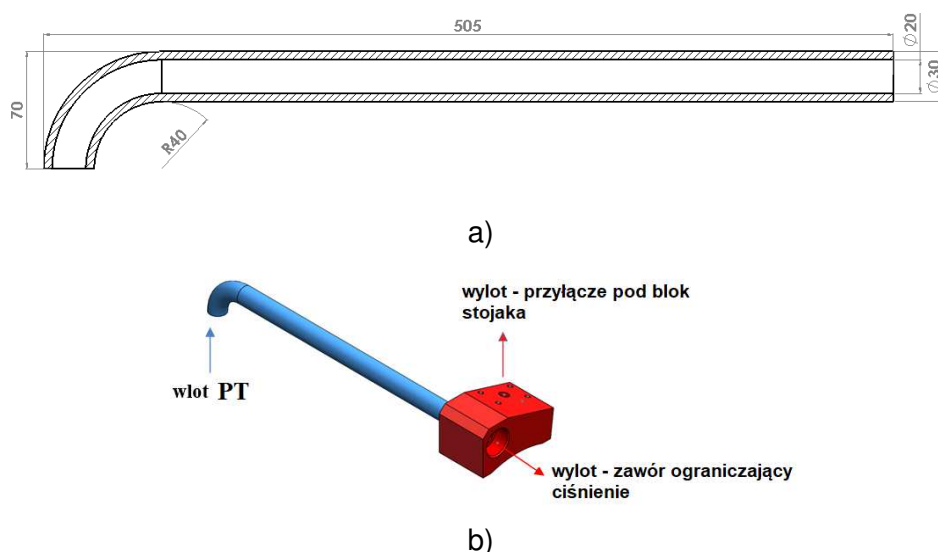 505
Ø20
Ø30
70
R40
a)
wylot - przyłącze pod blok
stojaka
wlot PT
wylot - zawór ograniczający
ciśnienie
b)